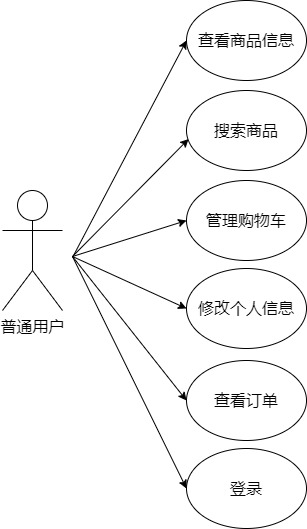 查看商品信息
搜索商品
管理购物车
修改个人信息
普通用户
查看订单
登录